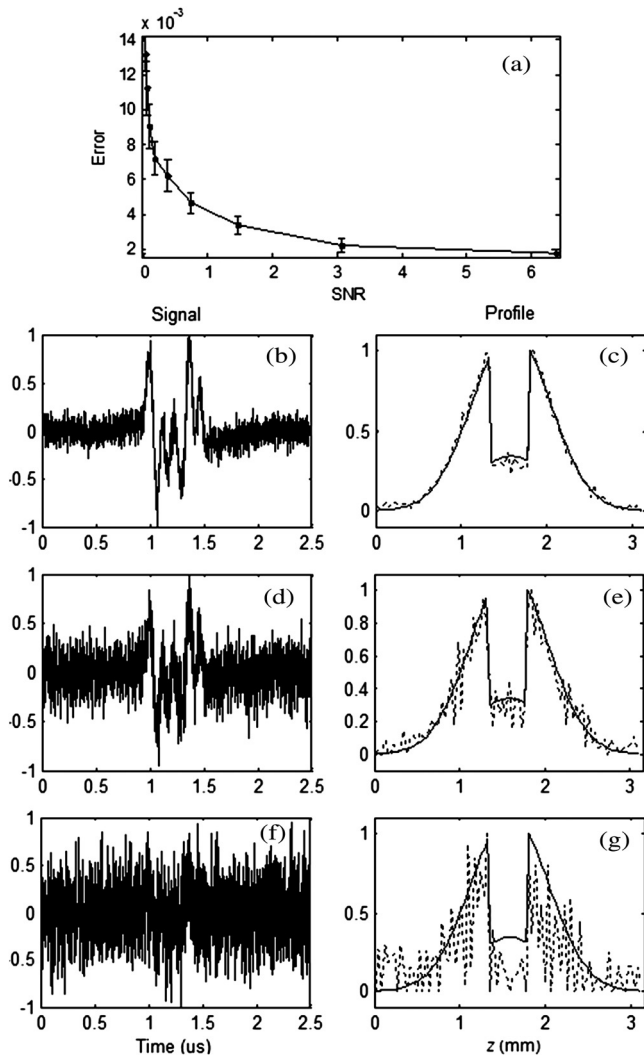 x 10⁻³
14
12
10
8
6
4
2
Error
(a)
0 1 2 3 4 5 6
SNR
Signal
Profile
1
0.5
0
-0.5
-1
(b)
0 0.5 1 1.5 2 2.5
1
0.5
0
(c)
0 1 2 3
1
0.5
0
-0.5
-1
(d)
0 0.5 1 1.5 2 2.5
1
0.8
0.6
0.4
0.2
0
(e)
0 1 2 3
1
0.5
0
-0.5
-1
(f)
0 0.5 1 1.5 2 2.5
Time (us)
1
0.5
0
(g)
0 1 2 3
z (mm)